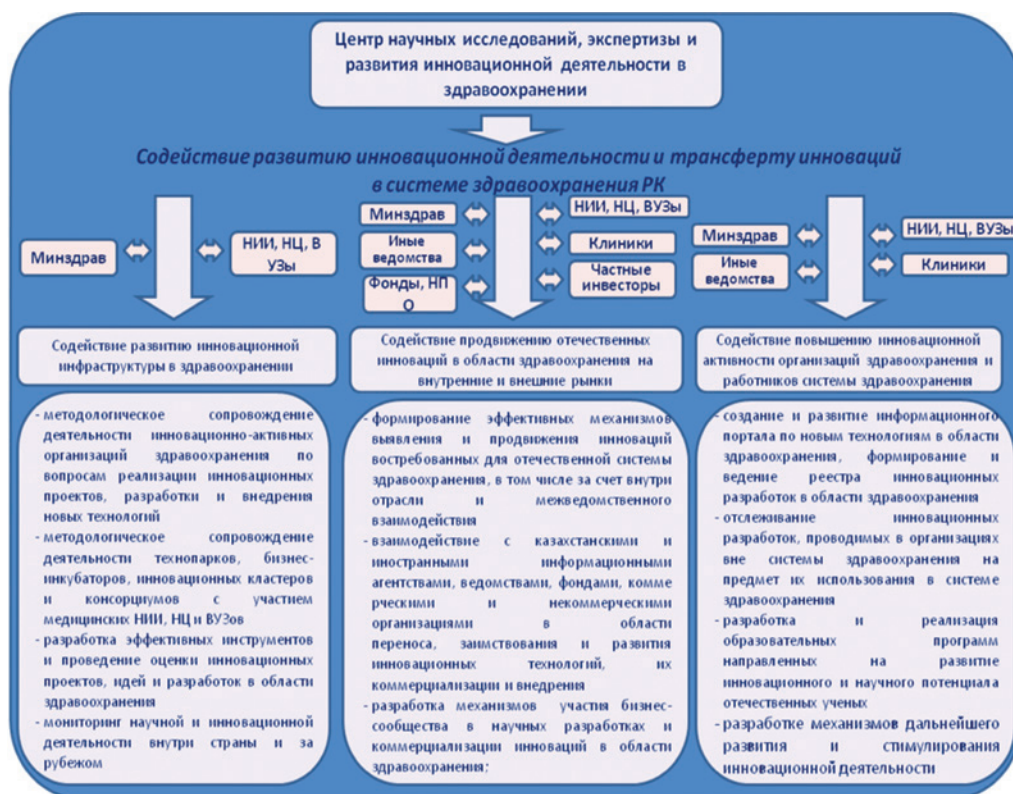 Центр научных исследований, экспертизы и
развития инновационной деятельности в
здравоохранении
Содействие развитию инновационной деятельности и трансферту инноваций
в системе здравоохранения РК
Минздрав
НИИ, НЦ, В
УЗы
Минздрав
НИИ, НЦ, ВУЗы
Иные
ведомства
Клиники
Фонды, НП
О
Частные
инвесторы
Минздрав
НИИ, НЦ, ВУЗы
Иные
ведомства
Клиники
Содействие развитию инновационной
инфраструктуры в здравоохранении
- методологическое сопровождение
деятельности инновационно-активных
организаций здравоохранения по
вопросам реализации инновационных
проектов, разработки и внедрения
новых технологий
- методологическое сопровождение
деятельности технопарков, бизнес-
инкубаторов, инновационных кластеров
и консорциумов с участием
медицинских НИИ, НЦ и ВУЗов
- разработка эффективных инструментов
и проведение оценки инновационных
проектов, идей и разработок в области
здравоохранения
- мониторинг научной и инновационной
деятельности внутри страны и за
рубежом
Содействие продвижению отечественных
инноваций в области здравоохранения на
внутренние и внешние рынки
- формирование эффективных механизмов
выявления и продвижения инноваций
востребованных для отечественной системы
здравоохранения, в том числе за счет внутри
отрасли и межведомственного
взаимодействия
- взаимодействие с казахстанскими и
иностранными информационными
агентствами, ведомствами, фондами, комме
рческими и некоммерческими
организациями в области
переноса, заимствования и развития
инновационных технологий, их
коммерциализации и внедрения
- разработка механизмов участия бизнес-
сообщества в научных разработках и
коммерциализации инноваций в области
здравоохранения;
Содействие повышению инновационной
активности организаций здравоохранения и
работников системы здравоохранения
- создание и развитие информационного
портала по новым технологиям в области
здравоохранения, формирование и
ведение реестра инновационных
разработок в области здравоохранения
- отслеживание инновационных
разработок, проводимых в организациях
вне системы здравоохранения на
предмет их использования в системе
здравоохранения
- разработка и реализация
образовательных программ
направленных на развитие
инновационного и научного потенциала
отечественных ученых
- разработке механизмов дальнейшего
развития и стимулирования
инновационной деятельности